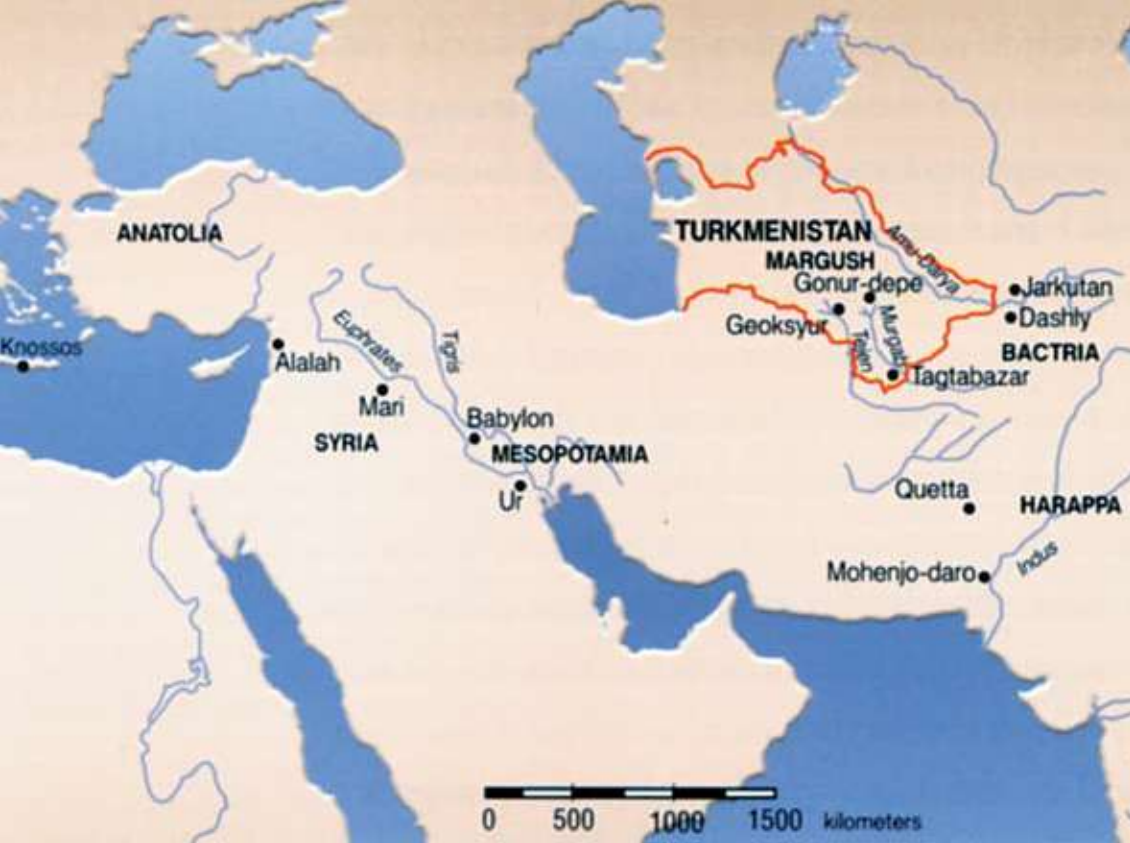 ANATOLIA
TURKMENISTAN
MARGUSH
Amu-Darya
Gonur-depe
Jarkutan
Dashly
Geoksyur
Murgab
Tejen
BACTRIA
Tagtabazar
Knossos
Alalah
Euphrates
Tigris
Mari
SYRIA
Babylon
MESOPOTAMIA
Ur
Quetta
HARAPPA
Mohenjo-daro
Indus
0 500 1000 1500 kilometers